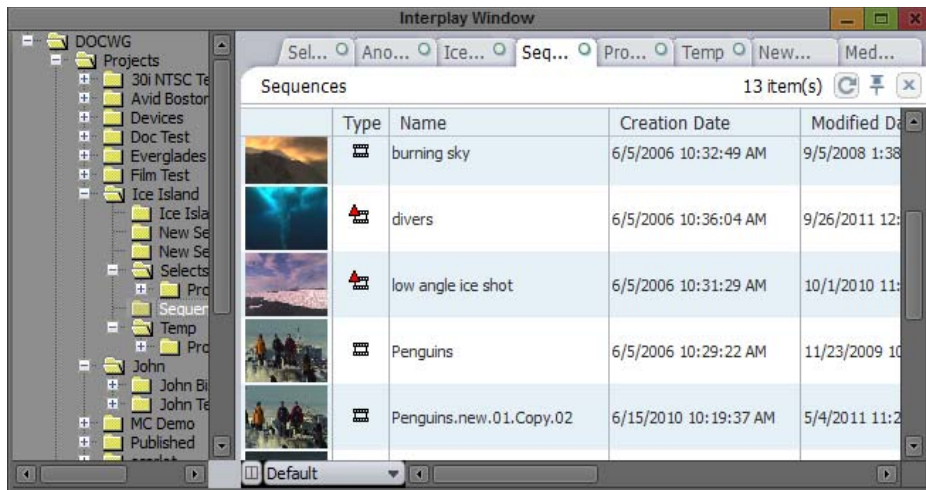 Interplay Window
DOCWG
Projects
30i NTSC Te
Avid Boston
Devices
Doc Test
Everglades
Film Test
Ice Island
Ice Isla
New Se
New Se
Selects
Pro
Sequen
Temp
Pro
John
John Bi
John Te
MC Demo
Published
Sel... Ano... Ice... Seq... Pro... Temp New... Med...
Sequences 13 item(s)
Type Name Creation Date Modified Da
burning sky 6/5/2006 10:32:49 AM 9/5/2008 1:38
divers 6/5/2006 10:36:04 AM 9/26/2011 12:
low angle ice shot 6/5/2006 10:31:29 AM 10/1/2010 11:
Penguins 6/5/2006 10:29:22 AM 11/23/2009 10
Penguins.new.01.Copy.02 6/15/2010 10:19:37 AM 5/4/2011 11:2
Default